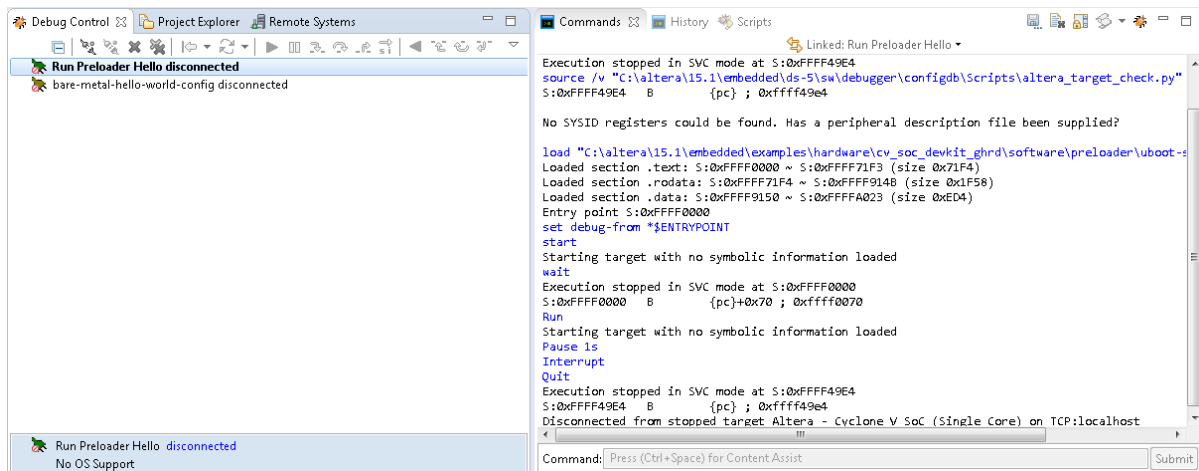 Debug Control
Project Explorer
Remote Systems
Run Preloader Hello disconnected
bare-metal-hello-world-config disconnected
Run Preloader Hello disconnected
No OS Support
Commands
History
Scripts
Linked: Run Preloader Hello
Execution stopped in SVC mode at S:0xFFFF49E4
source /v "C:\altera\15.1\embedded\ds-5\sw\debugger\configdb\Scripts\altera_target_check.py"
S:0xFFFF49E4 B {pc} ; 0xffff49e4
No SYSID registers could be found. Has a peripheral description file been supplied?
load "C:\altera\15.1\embedded\examples\hardware\cv_soc_devkit_ghrd\software\preloader\uboot-s
Loaded section .text: S:0xFFFF0000 ~ S:0xFFFF71F3 (size 0x71F4)
Loaded section .rodata: S:0xFFFF71F4 ~ S:0xFFFF914B (size 0x1F58)
Loaded section .data: S:0xFFFF9150 ~ S:0xFFFFA023 (size 0xED4)
Entry point S:0xFFFF0000
set debug-from *$ENTRYPOINT
start
Starting target with no symbolic information loaded
wait
Execution stopped in SVC mode at S:0xFFFF0000
S:0xFFFF0000 B {pc}+0x70 ; 0xffff0070
Run
Starting target with no symbolic information loaded
Pause 1s
Interrupt
Quit
Execution stopped in SVC mode at S:0xFFFF49E4
S:0xFFFF49E4 B {pc} ; 0xffff49e4
Disconnected from stopped target Altera - Cyclone V SoC (Single Core) on TCP:localhost
Command: Press (Ctrl+Space) for Content Assist
Submit